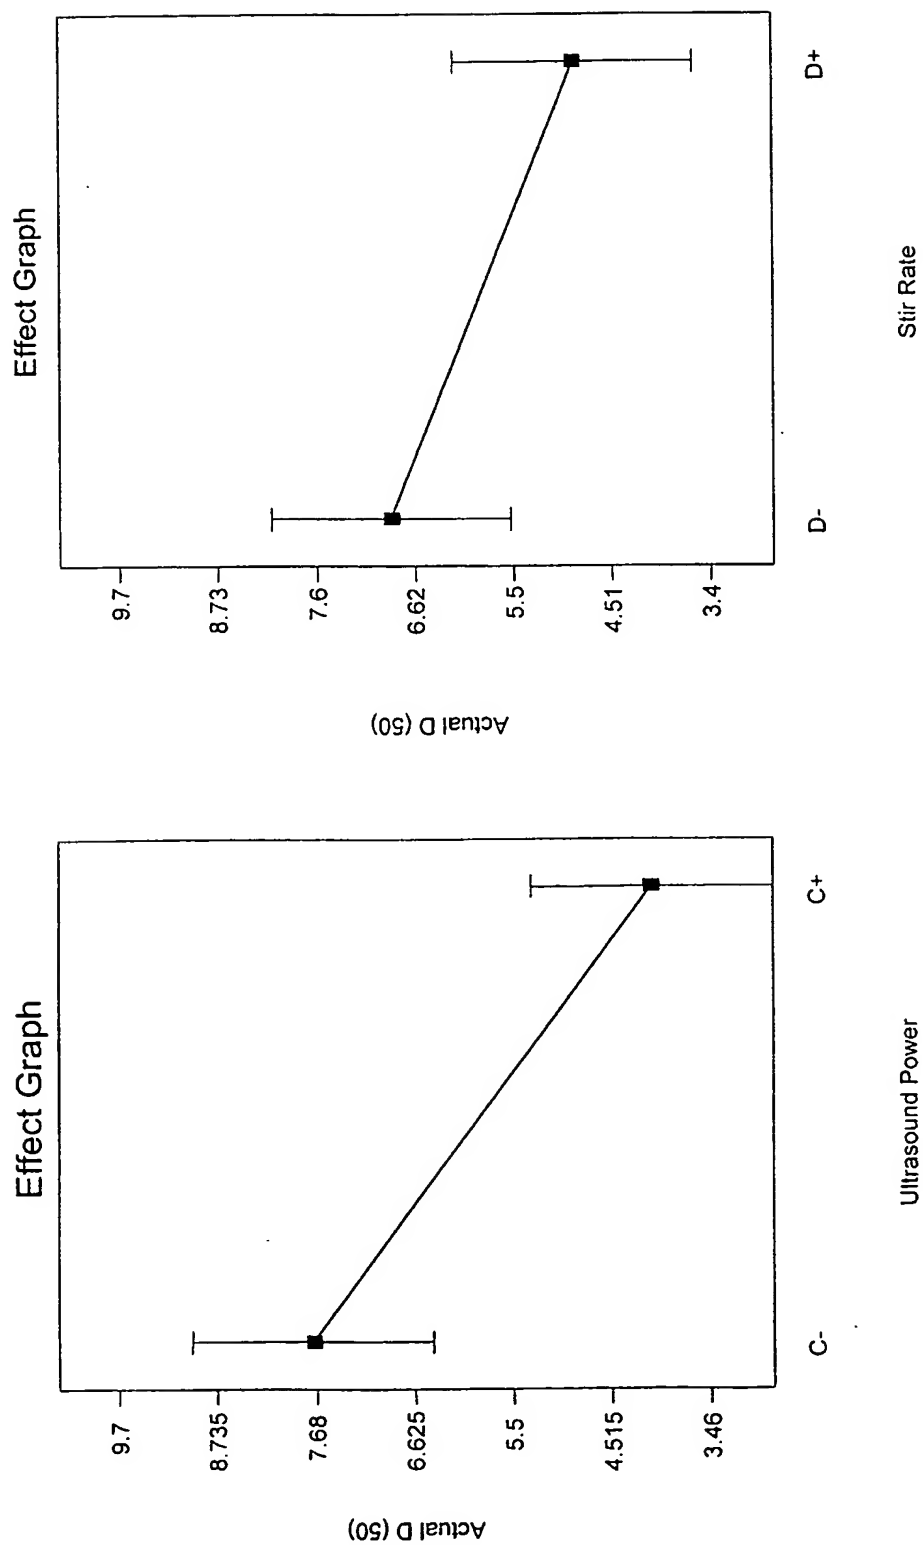 Effect Graph
Actual D (50)
9.7
8.735
7.68
6.625
5.5
4.515
3.46
C-
C+
Ultrasound Power
Effect Graph
Actual D (50)
9.7
8.73
7.6
6.62
5.5
4.51
3.4
D-
D+
Stir Rate